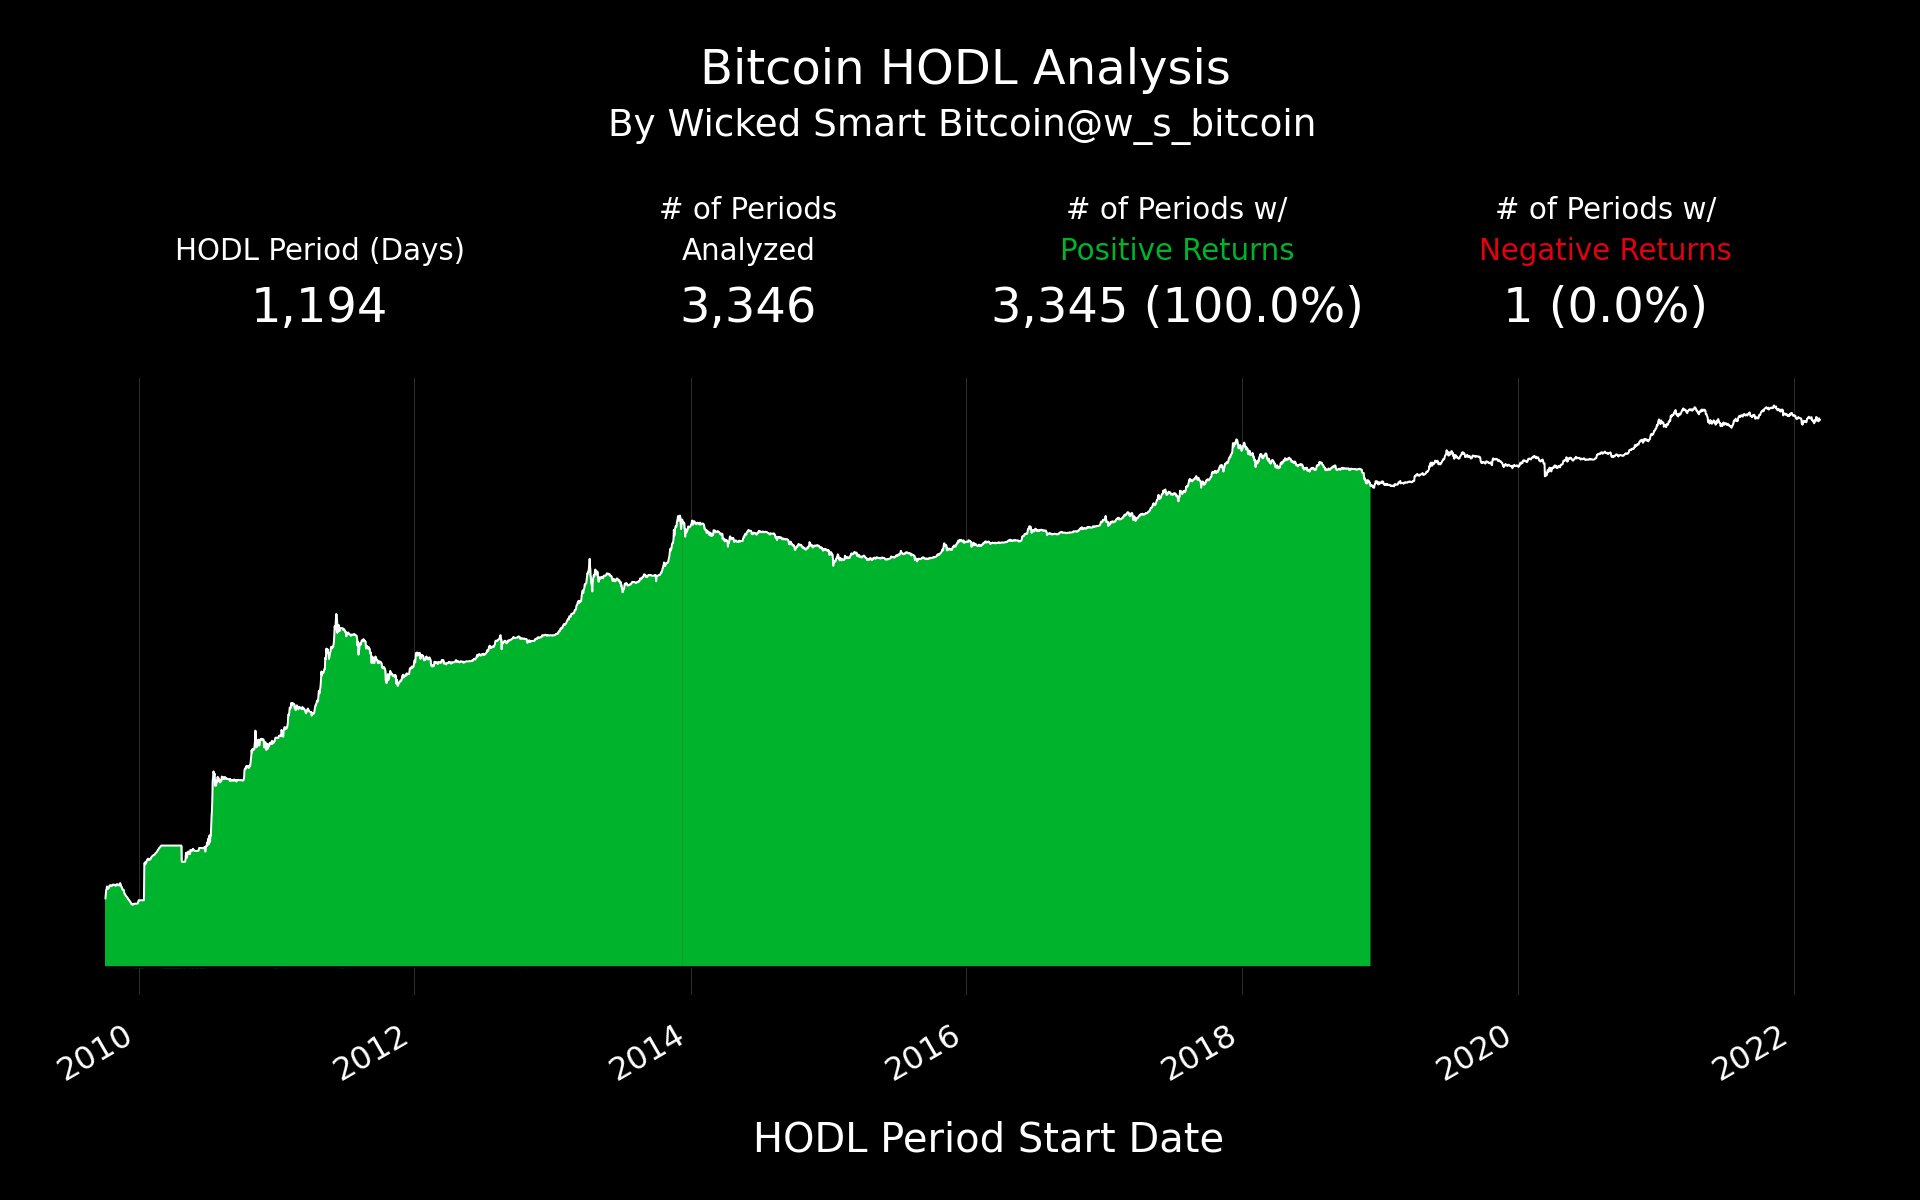 Bitcoin HODL Analysis
By Wicked Smart Bitcoin@w_s_bitcoin
HODL Period (Days)
1,194
# of Periods
Analyzed
3,346
# of Periods w/
Positive Returns
3,345 (100.0%)
# of Periods w/
Negative Returns
1 (0.0%)
2010
2012
2014
2016
2018
2020
2022
HODL Period Start Date